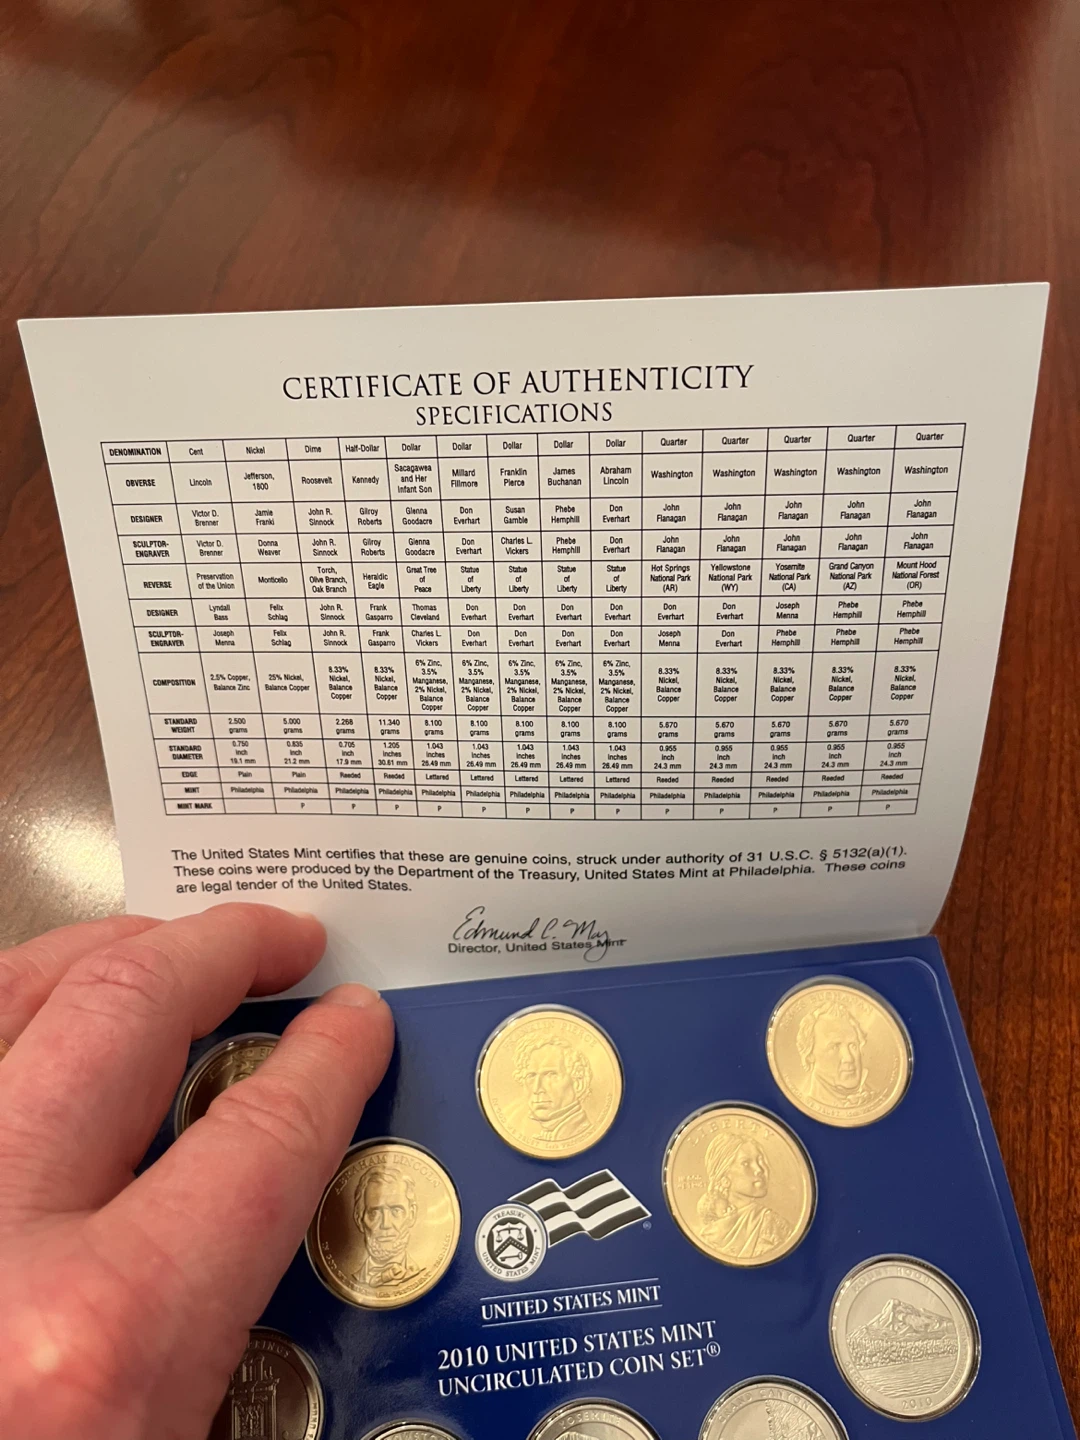 CERTIFICATE OF AUTHENTICITY
SPECIFICATIONS
DENOMINATION Cent Nickel Dime Half-Dollar Dollar Dollar Dollar Dollar Dollar Quarter Quarter Quarter Quarter Quarter
OBVERSE Lincoln Jefferson, 1800 Roosevelt Kennedy Sacagawea and Her Infant Son Millard Fillmore Franklin Pierce James Buchanan Abraham Lincoln Washington Washington Washington Washington Washington
DESIGNER Victor D. Brenner Jamie Franki John R. Sinnock Gilroy Roberts Glenna Goodacre Don Everhart Susan Gamble Phebe Hemphill Don Everhart John Flanagan John Flanagan John Flanagan John Flanagan John Flanagan
SCULPTOR-ENGRAVER Victor D. Brenner Donna Weaver John R. Sinnock Gilroy Roberts Glenna Goodacre Don Everhart Charles L. Vickers Phebe Hemphill Don Everhart John Flanagan John Flanagan John Flanagan John Flanagan John Flanagan
REVERSE Preservation of the Union Monticello Torch, Olive Branch, Oak Branch Heraldic Eagle Great Tree of Peace Statue of Liberty Statue of Liberty Statue of Liberty Statue of Liberty Hot Springs National Park (AR) Yellowstone National Park (WY) Yosemite National Park (CA) Grand Canyon National Park (AZ) Mount Hood National Forest (OR)
DESIGNER Lyndall Bass Felix Schlag John R. Sinnock Frank Gasparro Thomas Cleveland Don Everhart Don Everhart Don Everhart Don Everhart Don Everhart Don Everhart Joseph Menna Phebe Hemphill Phebe Hemphill
SCULPTOR-ENGRAVER Joseph Menna Felix Schlag John R. Sinnock Frank Gasparro Charles L. Vickers Don Everhart Don Everhart Don Everhart Don Everhart Joseph Menna Don Everhart Phebe Hemphill Phebe Hemphill Phebe Hemphill
COMPOSITION 2.5% Copper, Balance Zinc 25% Nickel, Balance Copper 8.33% Nickel, Balance Copper 8.33% Nickel, Balance Copper 6% Zinc, 3.5% Manganese, 2% Nickel, Balance Copper 6% Zinc, 3.5% Manganese, 2% Nickel, Balance Copper 6% Zinc, 3.5% Manganese, 2% Nickel, Balance Copper 6% Zinc, 3.5% Manganese, 2% Nickel, Balance Copper 6% Zinc, 3.5% Manganese, 2% Nickel, Balance Copper 8.33% Nickel, Balance Copper 8.33% Nickel, Balance Copper 8.33% Nickel, Balance Copper 8.33% Nickel, Balance Copper 8.33% Nickel, Balance Copper
STANDARD WEIGHT 2.500 grams 5.000 grams 2.268 grams 11.340 grams 8.100 grams 8.100 grams 8.100 grams 8.100 grams 8.100 grams 5.670 grams 5.670 grams 5.670 grams 5.670 grams 5.670 grams
STANDARD DIAMETER 0.750 inch 19.1 mm 0.835 inch 21.2 mm 0.705 inch 17.9 mm 1.205 inches 30.61 mm 1.043 inches 26.49 mm 1.043 inches 26.49 mm 1.043 inches 26.49 mm 1.043 inches 26.49 mm 1.043 inches 26.49 mm 0.955 inch 24.3 mm 0.955 inch 24.3 mm 0.955 inch 24.3 mm 0.955 inch 24.3 mm 0.955 inch 24.3 mm
EDGE Plain Plain Reeded Reeded Lettered Lettered Lettered Lettered Lettered Reeded Reeded Reeded Reeded Reeded
MINT Philadelphia Philadelphia Philadelphia Philadelphia Philadelphia Philadelphia Philadelphia Philadelphia Philadelphia Philadelphia Philadelphia Philadelphia Philadelphia Philadelphia
MINT MARK P P P P P P P P P P P P P
The United States Mint certifies that these are genuine coins, struck under authority of 31 U.S.C. § 5132(a)(1).
These coins were produced by the Department of the Treasury, United States Mint at Philadelphia. These coins
are legal tender of the United States.
Edmund C. Moy
Director, United States Mint
LIBERTY
ABRAHAM LINCOLN
TREASURY
UNITED STATES MINT
UNITED STATES MINT
2010 UNITED STATES MINT
UNCIRCULATED COIN SET®
MOUNT HOOD
2010
YOSEMITE
GRAND CANYON